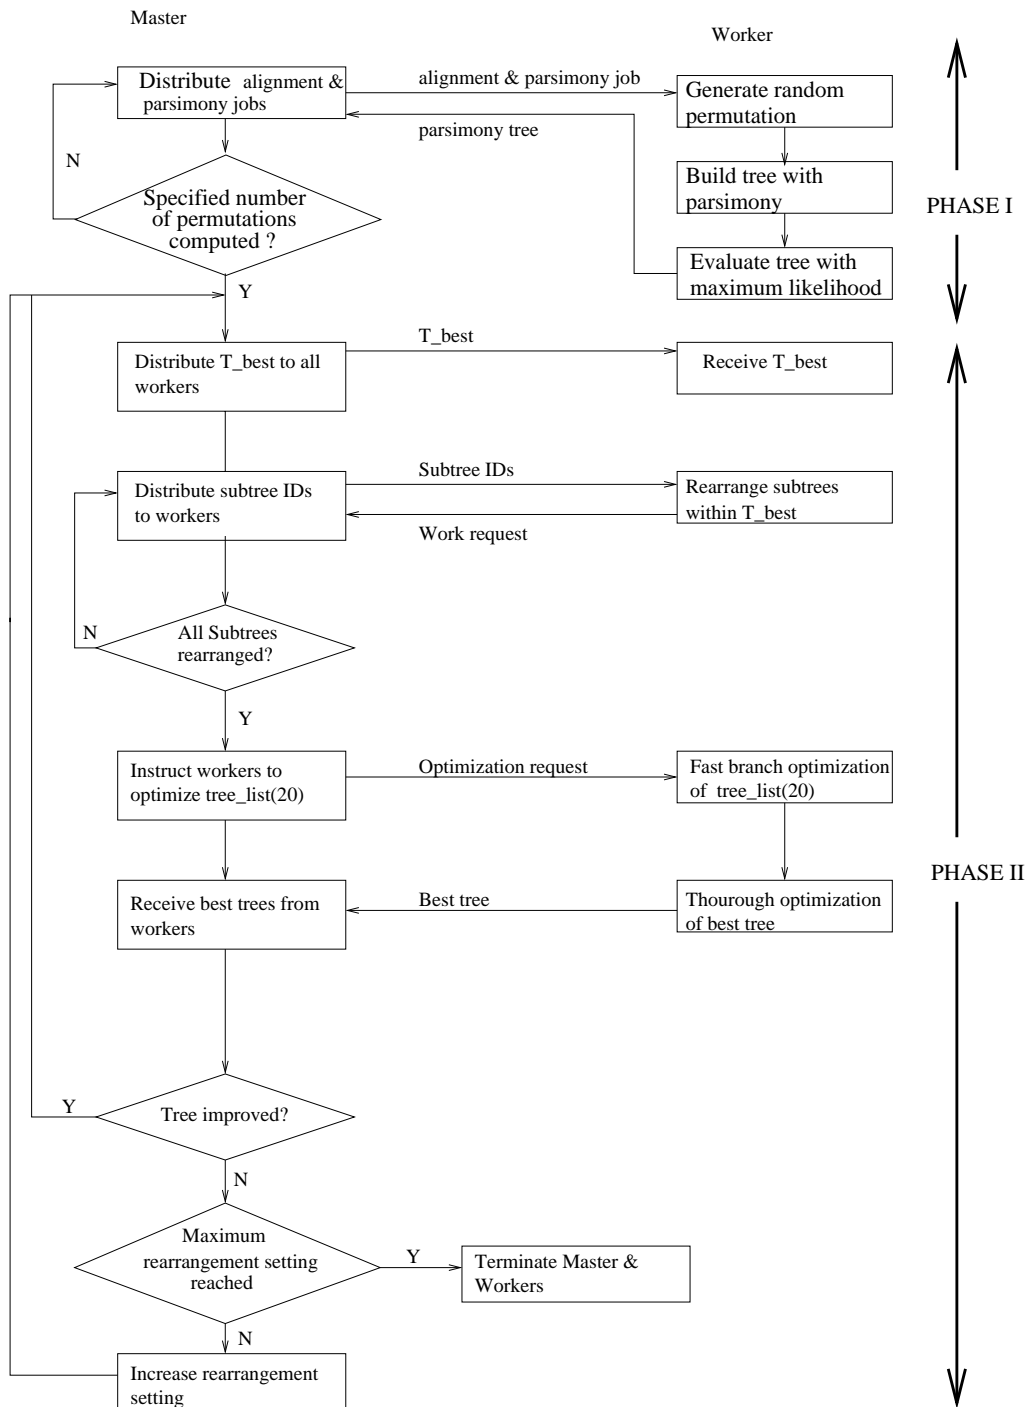 Master
Worker
Distribute alignment &
parsimony jobs
alignment & parsimony job
parsimony tree
Generate random
permutation
N
Specified number
of permutations
computed ?
Build tree with
parsimony
PHASE I
Evaluate tree with
maximum likelihood
Y
Distribute T_best to all
workers
T_best
Receive T_best
Distribute subtree IDs
to workers
Subtree IDs
Work request
Rearrange subtrees
within T_best
N
All Subtrees
rearranged?
Y
Instruct workers to
optimize tree_list(20)
Optimization request
Fast branch optimization
of tree_list(20)
PHASE II
Receive best trees from
workers
Best tree
Thourough optimization
of best tree
Y
Tree improved?
N
Maximum
rearrangement setting
reached
Y
Terminate Master &
Workers
N
Increase rearrangement
setting